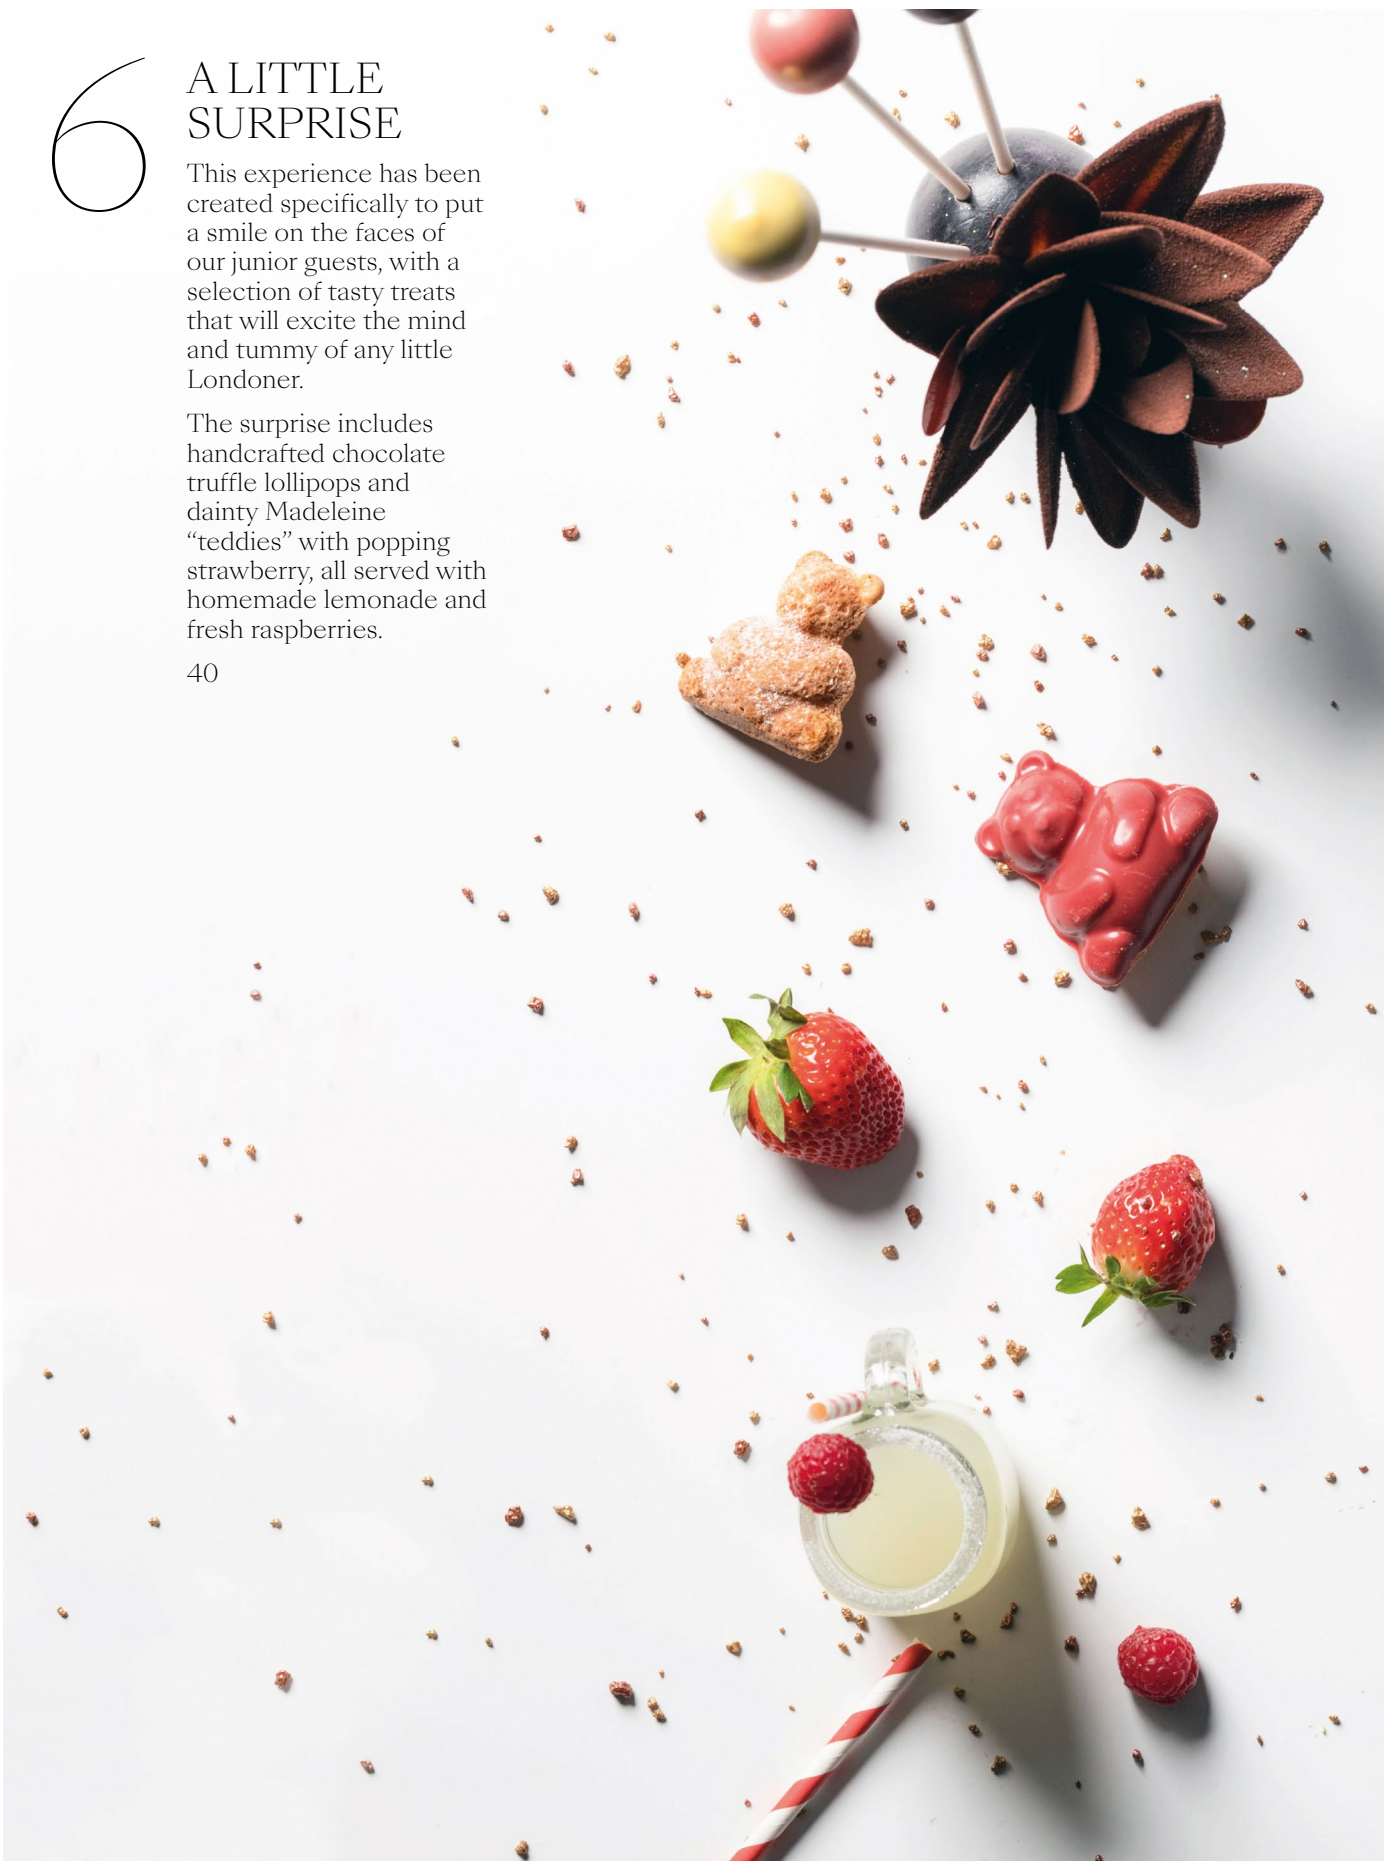 6
A LITTLE
SURPRISE
This experience has been
created specifically to put
a smile on the faces of
our junior guests, with a
selection of tasty treats
that will excite the mind
and tummy of any little
Londoner.
The surprise includes
handcrafted chocolate
truffle lollipops and
dainty Madeleine
“teddies” with popping
strawberry, all served with
homemade lemonade and
fresh raspberries.
40